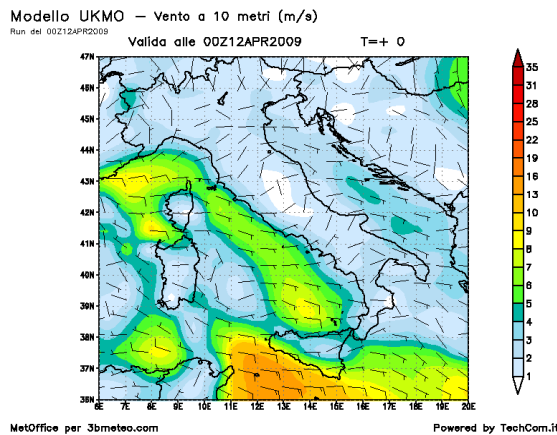 Modello UKMO — Vento a 10 metri (m/s)
Run del 00Z12APR2009
Valida alle 00Z12APR2009 T=+ 0
47N
46N
45N
44N
43N
42N
41N
40N
39N
38N
37N
36N
6E 7E 8E 9E 10E 11E 12E 13E 14E 15E 16E 17E 18E 19E 20E
35
31
28
25
22
19
16
13
10
9
8
7
6
5
4
3
2
1
MetOffice per 3bmeteo.com
Powered by TechCom.it